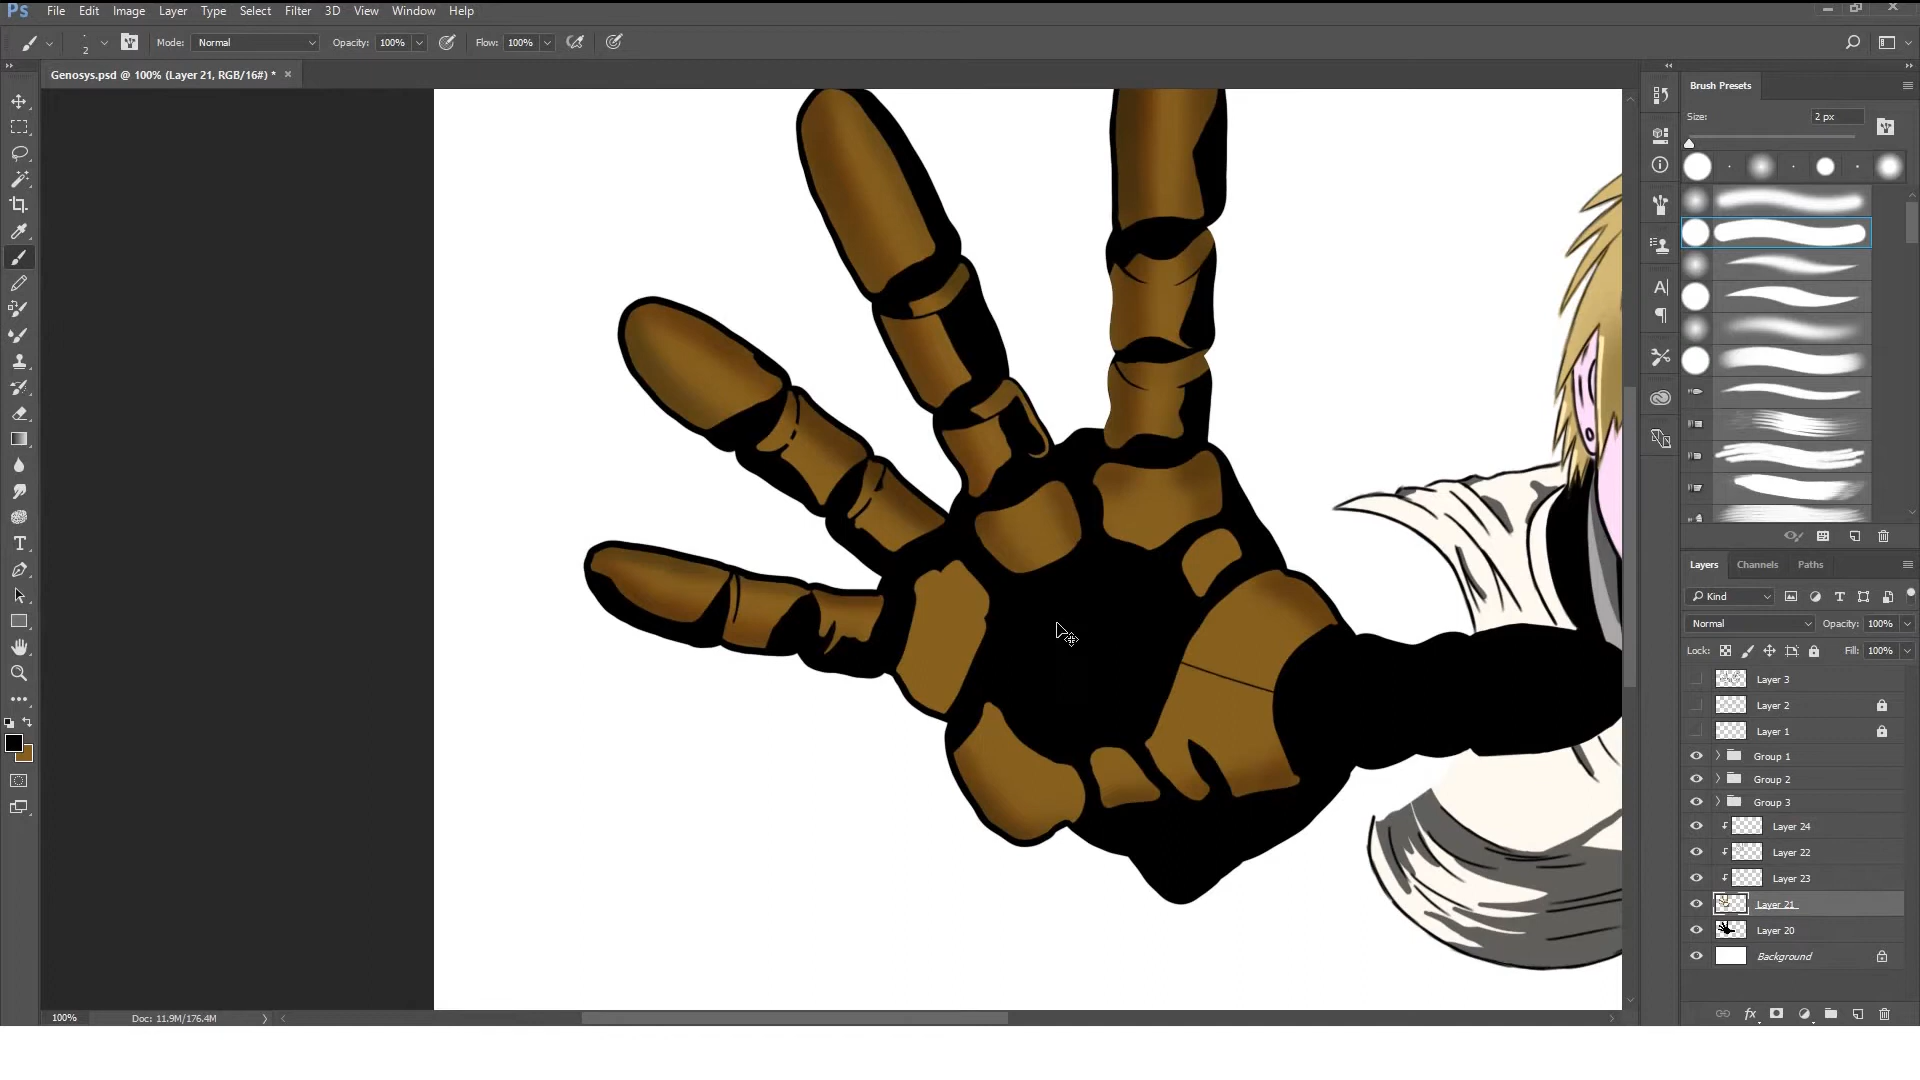 Ps File Edit Image Layer Type Select Filter 3D View Window Help
2 Mode: Normal Opacity: 100% Flow: 100%
Genosys.psd @ 100% (Layer 21, RGB/16#) * ×
Brush Presets
Size: 2 px
Layers Channels Paths
Kind
Normal Opacity: 100%
Lock: Fill: 100%
Layer 3
Layer 2
Layer 1
Group 1
Group 2
Group 3
Layer 24
Layer 22
Layer 23
Layer 21
Layer 20
Background
100% Doc: 11.9M/176.4M